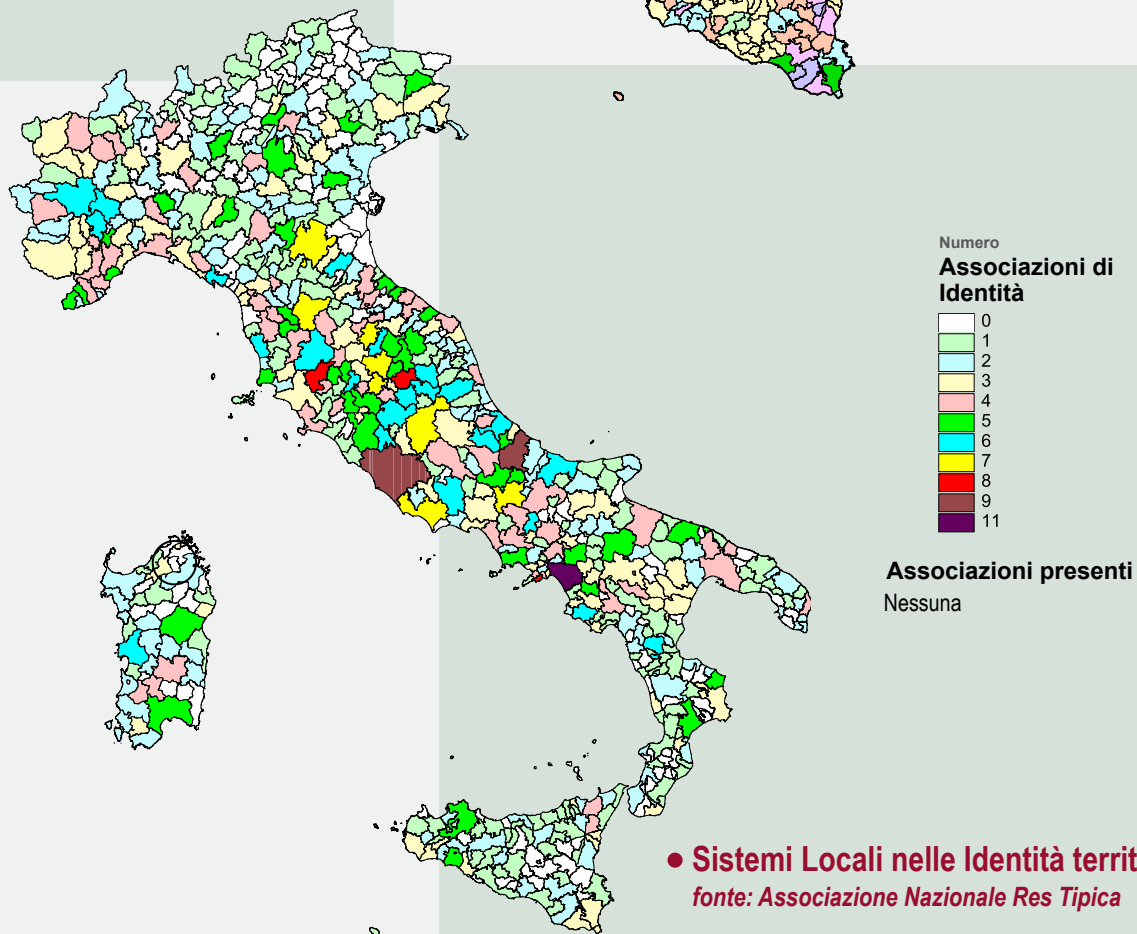 Numero
Associazioni di
Identità
0
1
2
3
4
5
6
7
8
9
11
Associazioni presenti
Nessuna
• Sistemi Locali nelle Identità territ
fonte: Associazione Nazionale Res Tipica